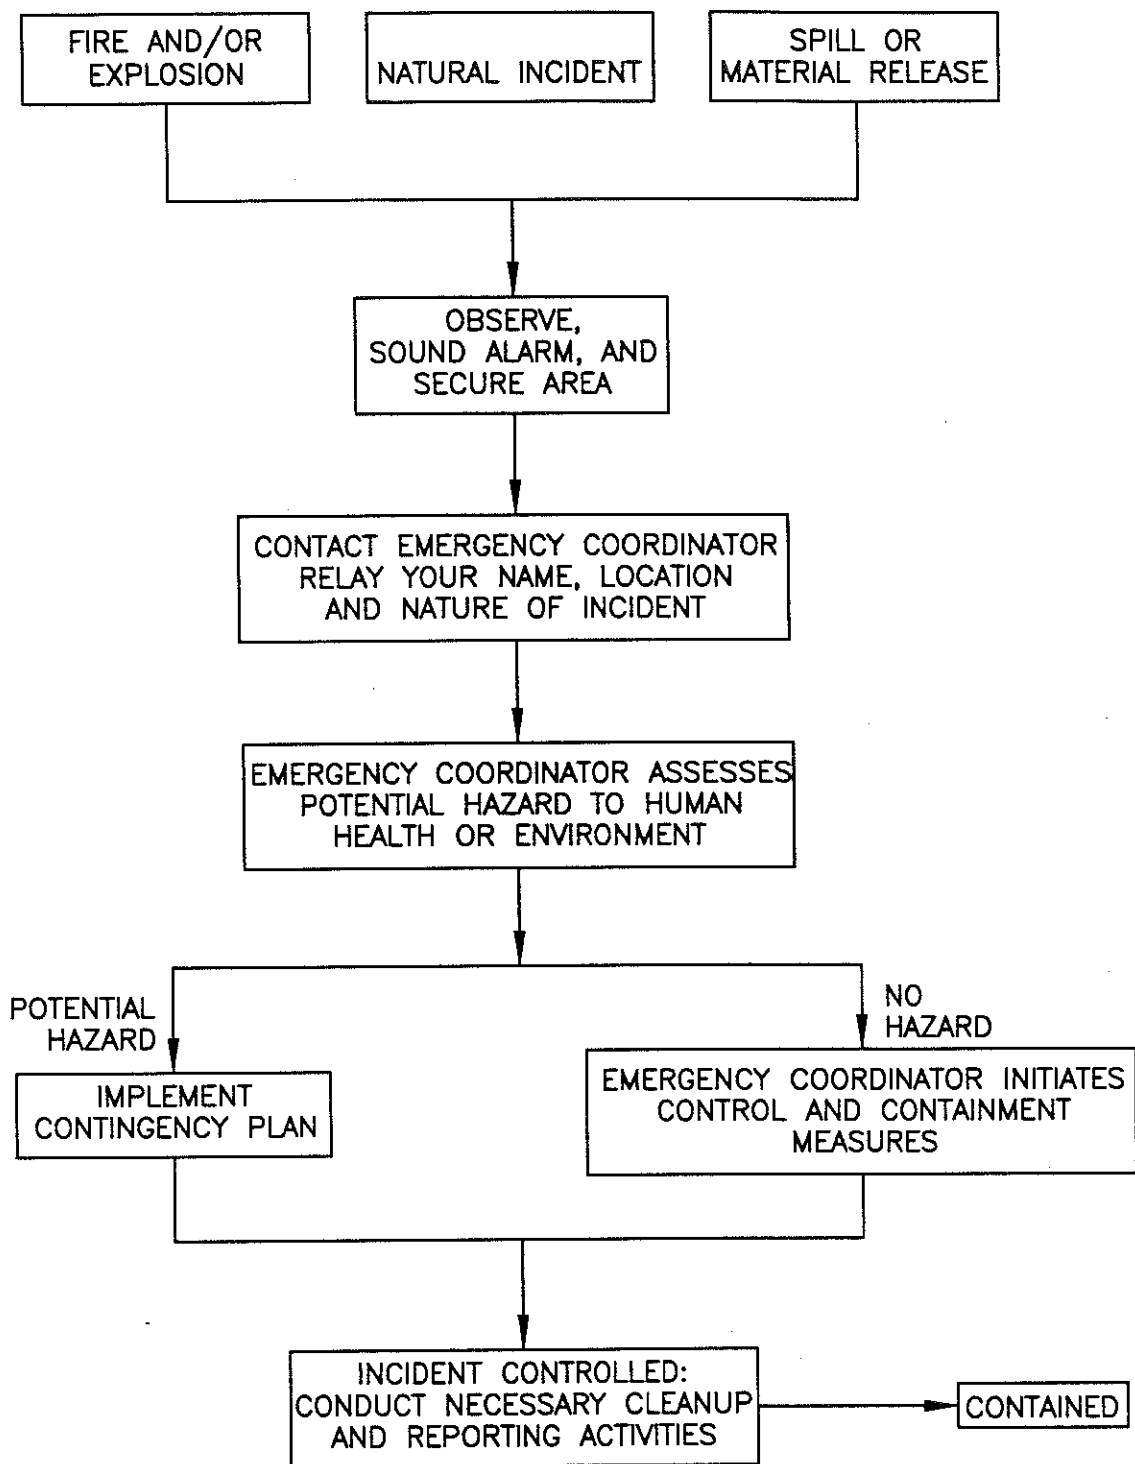 FIRE AND/OR
EXPLOSION
NATURAL INCIDENT
SPILL OR
MATERIAL RELEASE
OBSERVE,
SOUND ALARM, AND
SECURE AREA
CONTACT EMERGENCY COORDINATOR
RELAY YOUR NAME, LOCATION
AND NATURE OF INCIDENT
EMERGENCY COORDINATOR ASSESSES
POTENTIAL HAZARD TO HUMAN
HEALTH OR ENVIRONMENT
POTENTIAL
HAZARD
NO
HAZARD
IMPLEMENT
CONTINGENCY PLAN
EMERGENCY COORDINATOR INITIATES
CONTROL AND CONTAINMENT
MEASURES
INCIDENT CONTROLLED:
CONDUCT NECESSARY CLEANUP
AND REPORTING ACTIVITIES
CONTAINED